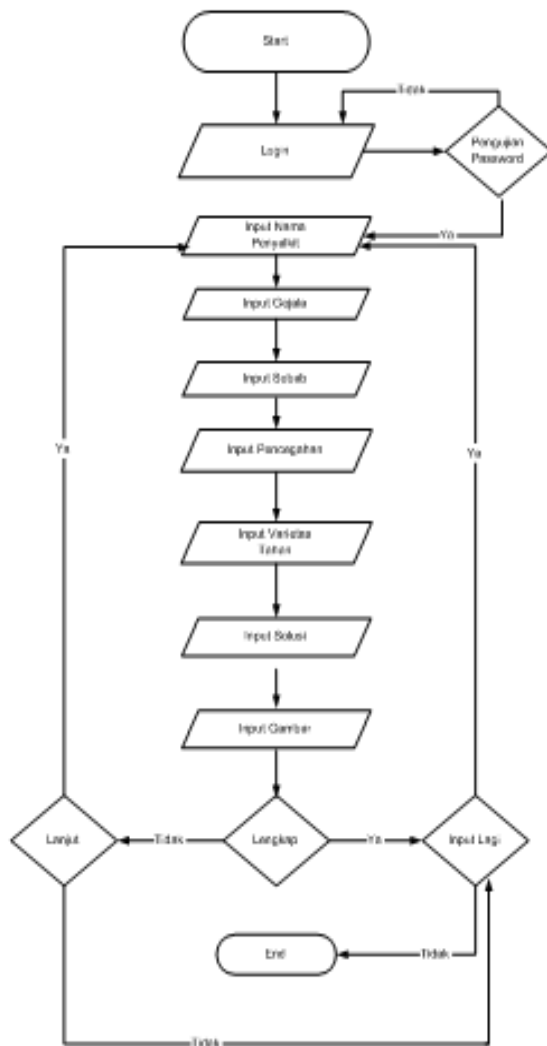 Start
Tidak
Login
Pengujian
Password
Ya
Input Nama
Penyakit
Input Gejala
Input Sebab
Ya
Ya
Input Pencegahan
Input Varietas
Tahan
Input Solusi
Input Gambar
Lanjut
Tidak
Lengkap
Ya
Input Lagi
End
Tidak
Tidak